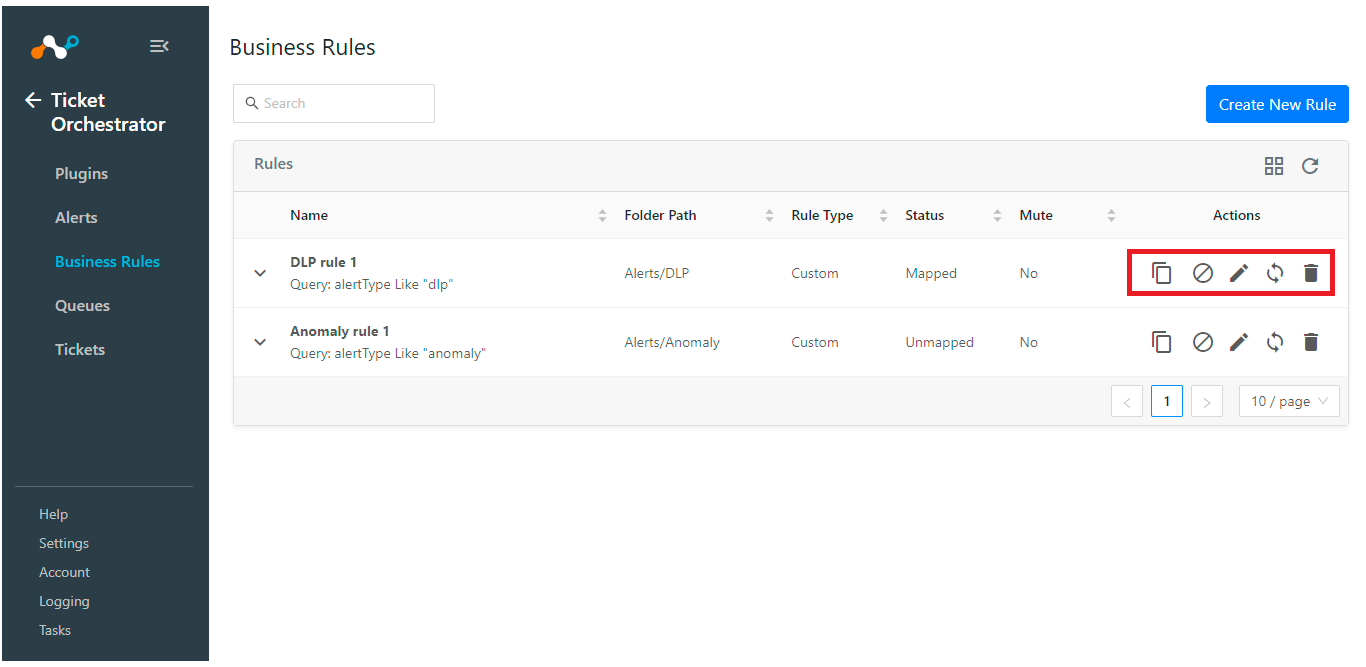 Ticket
Orchestrator
Plugins
Alerts
Business Rules
Queues
Tickets
Help
Settings
Account
Logging
Tasks
Business Rules
Search
Create New Rule
Rules
Name Folder Path Rule Type Status Mute Actions
DLP rule 1
Query: alertType Like "dlp"
Alerts/DLP Custom Mapped No
Anomaly rule 1
Query: alertType Like "anomaly"
Alerts/Anomaly Custom Unmapped No
< 1 > 10 / page